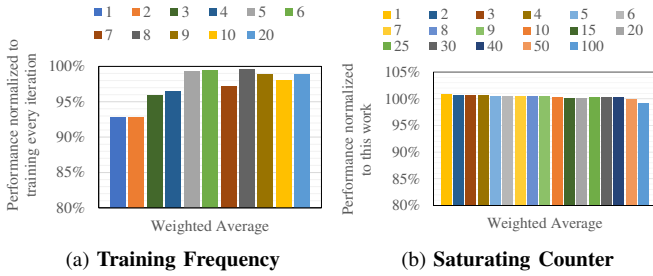 1 2 3 4 5 6
7 8 9 10 20
Performance normalized to
training every iteration
100%
95%
90%
85%
80%
Weighted Average
(a) Training Frequency
1 2 3 4 5 6
7 8 9 10 15 20
25 30 40 50 100
Performance normalized
to this work
105%
100%
95%
90%
85%
80%
Weighted Average
(b) Saturating Counter